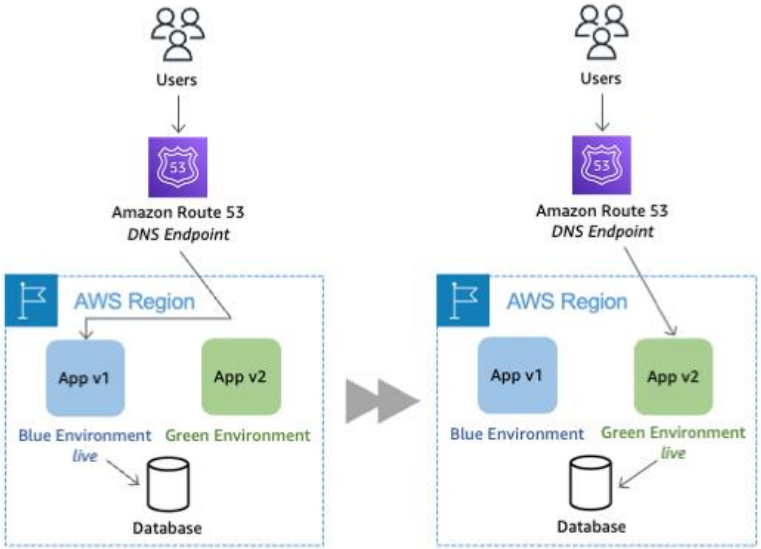 Users
53
Amazon Route 53
DNS Endpoint
AWS Region
App v1
App v2
Blue Environment
live
Green Environment
Database
Users
53
Amazon Route 53
DNS Endpoint
AWS Region
App v1
App v2
Blue Environment
Green Environment
live
Database